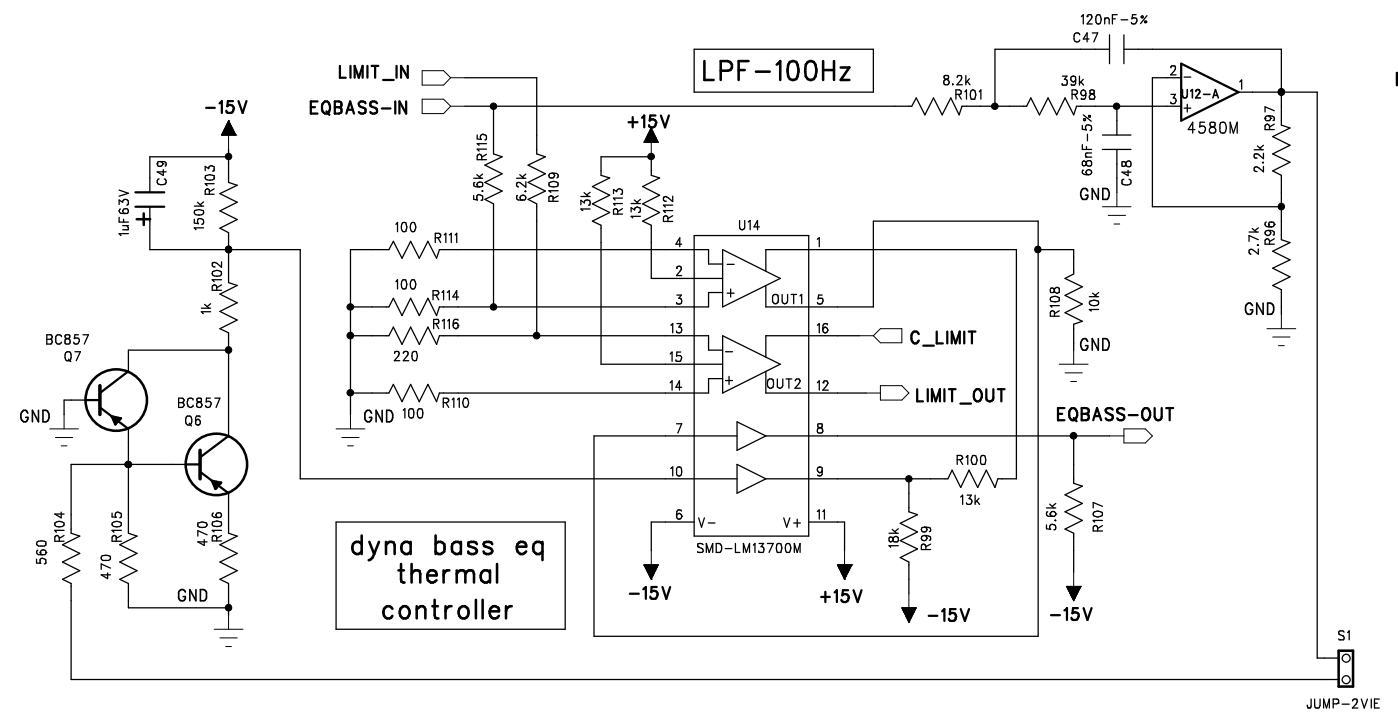 120nF-5%
C47
LIMIT_IN
EQBASS-IN
LPF-100Hz
8.2k
R101
39k
R98
2
3
1
U12-A
4580M
68nF-5%
C48
GND
R97
2.2k
2.7k
R96
GND
-15V
C49
1uF63V
R103
150k
R102
1k
R115
5.6k
6.2k
R109
+15V
13k
R113
13k
R112
U14
100
R111
4
1
2
100
R114
3
OUT1
5
R116
220
13
16
C_LIMIT
15
R110
100
14
OUT2
12
LIMIT_OUT
GND
R108
10k
GND
BC857
Q7
GND
BC857
Q6
7
8
EQBASS-OUT
10
9
R100
13k
6
V-
V+
11
SMD-LM13700M
-15V
+15V
18k
R99
-15V
5.6k
R107
-15V
R104
560
R105
470
470
R106
GND
dyna bass eq
thermal
controller
S1
JUMP-2VIE